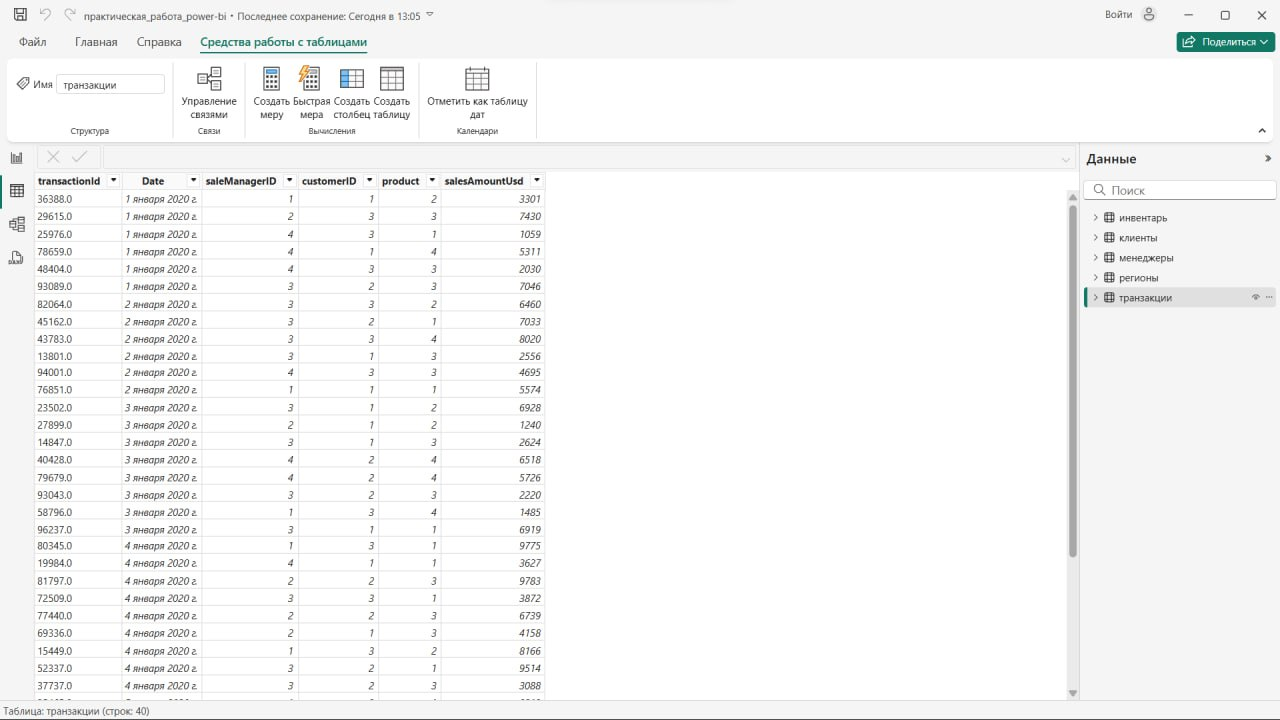 практическая_работа_power-bi • Последнее сохранение: Сегодня в 13:05
Войти
Файл Главная Справка Средства работы с таблицами
Поделиться
Имя транзакции
Управление связями
Создать меру
Быстрая мера
Создать столбец
Создать таблицу
Отметить как таблицу дат
Структура Связи Вычисления Календари
Данные
Поиск
инвентарь
клиенты
менеджеры
регионы
транзакции
transactionId Date saleManagerID customerID product salesAmountUsd
36388.0 1 января 2020 г. 1 1 2 3301
29615.0 1 января 2020 г. 2 3 3 7430
25976.0 1 января 2020 г. 4 3 1 1059
78659.0 1 января 2020 г. 4 1 4 5311
48404.0 1 января 2020 г. 4 3 3 2030
93089.0 1 января 2020 г. 3 2 3 7046
82064.0 2 января 2020 г. 3 3 2 6460
45162.0 2 января 2020 г. 3 2 1 7033
43783.0 2 января 2020 г. 3 3 4 8020
13801.0 2 января 2020 г. 3 1 3 2556
94001.0 2 января 2020 г. 4 3 3 4695
76851.0 2 января 2020 г. 1 1 1 5574
23502.0 3 января 2020 г. 3 1 2 6928
27899.0 3 января 2020 г. 2 1 2 1240
14847.0 3 января 2020 г. 3 1 3 2624
40428.0 3 января 2020 г. 4 2 4 6518
79679.0 3 января 2020 г. 4 2 4 5726
93043.0 3 января 2020 г. 3 2 3 2220
58796.0 3 января 2020 г. 1 3 4 1485
96237.0 3 января 2020 г. 3 1 1 6919
80345.0 4 января 2020 г. 1 3 1 9775
19984.0 4 января 2020 г. 4 1 1 3627
81797.0 4 января 2020 г. 2 2 3 9783
72509.0 4 января 2020 г. 3 3 1 3872
77440.0 4 января 2020 г. 2 2 3 6739
69336.0 4 января 2020 г. 2 1 3 4158
15449.0 4 января 2020 г. 1 3 2 8166
52337.0 4 января 2020 г. 3 2 1 9514
37737.0 4 января 2020 г. 3 2 3 3088
Таблица: транзакции (строк: 40)